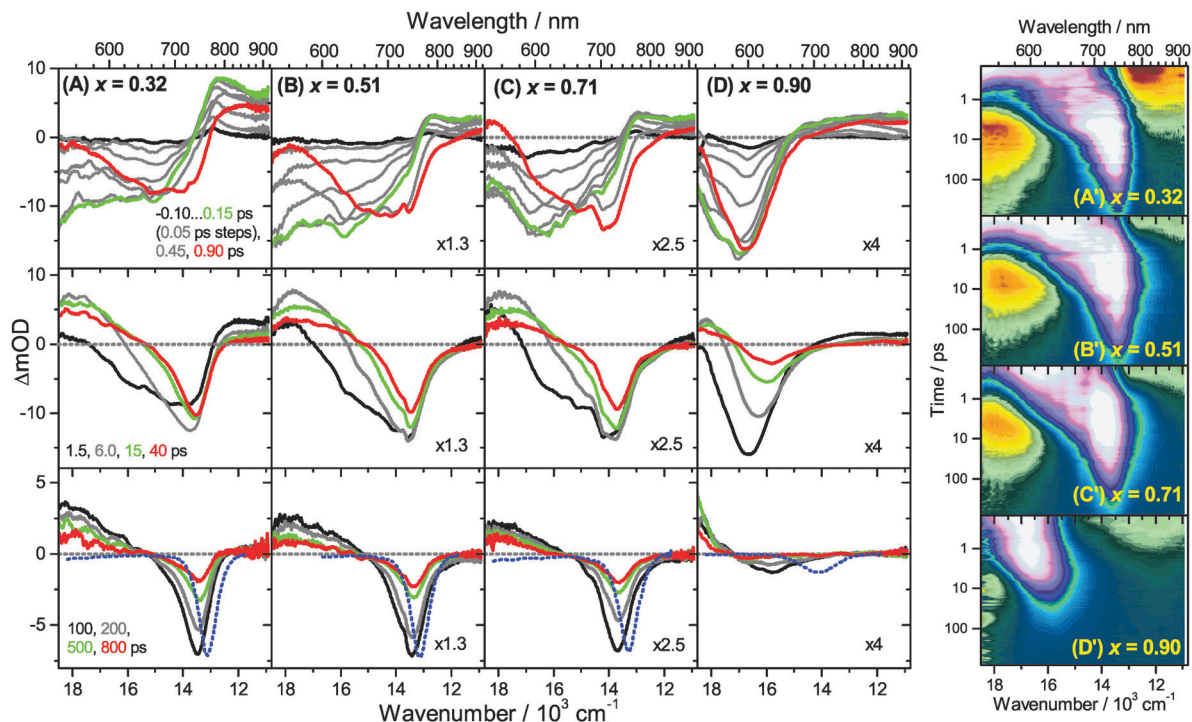 Wavelength / nm
Wavelength / nm
600 700 800 900
600 700 800 900
600 700 800 900
600 700 800 900
600 700 800 900
(A) x = 0.32
(B) x = 0.51
(C) x = 0.71
(D) x = 0.90
10
0
-10
-0.10...0.15 ps
(0.05 ps steps),
0.45, 0.90 ps
x1.3
x2.5
x4
ΔmOD
10
0
-10
1.5, 6.0, 15, 40 ps
x1.3
x2.5
x4
5
0
-5
100, 200,
500, 800 ps
x1.3
x2.5
x4
18 16 14 12
18 16 14 12
18 16 14 12
18 16 14 12
Wavenumber / 10³ cm⁻¹
Time / ps
1
10
100
(A') x = 0.32
1
10
100
(B') x = 0.51
1
10
100
(C') x = 0.71
1
10
100
(D') x = 0.90
18 16 14 12
Wavenumber / 10³ cm⁻¹